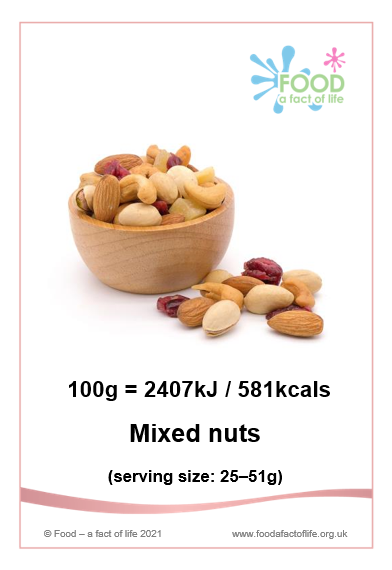 FOOD
a fact of life
100g = 2407kJ / 581kcals
Mixed nuts
(serving size: 25–51g)
© Food – a fact of life 2021
www.foodafactoflife.org.uk